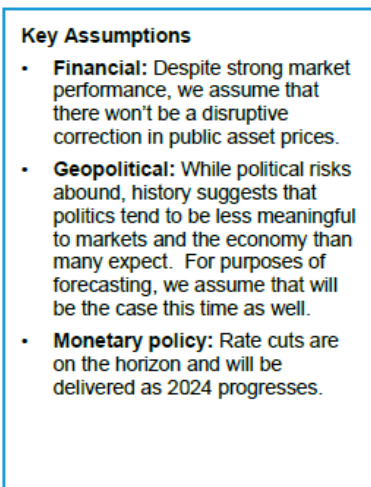 Key Assumptions
• Financial: Despite strong market
performance, we assume that
there won't be a disruptive
correction in public asset prices.
• Geopolitical: While political risks
abound, history suggests that
politics tend to be less meaningful
to markets and the economy than
many expect.  For purposes of
forecasting, we assume that will
be the case this time as well.
• Monetary policy: Rate cuts are
on the horizon and will be
delivered as 2024 progresses.